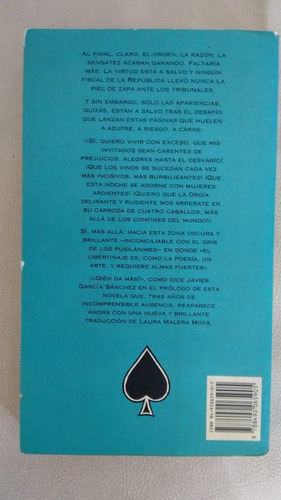 AL FINAL, CLARO, EL ORDEN, LA RAZÓN, LA
SENSATEZ ACABAN GANANDO. FALTARÍA
MÁS. LA VIRTUD ESTÁ A SALVO Y NINGÚN
FISCAL DE LA REPÚBLICA LLEVÓ NUNCA LA
PIEL DE ZAPA ANTE LOS TRIBUNALES.
Y SIN EMBARGO, SÓLO LAS APARIENCIAS,
QUIZÁS, ESTÁN A SALVO TRAS EL DESAFÍO
QUE LANZAN ESTAS PÁGINAS QUE HUELEN
A AZUFRE, A RIESGO, A CARNE:
«¡SÍ, QUIERO VIVIR CON EXCESO, QUE MIS
INVITADOS SEAN CARENTES DE
PREJUICIOS, ALEGRES HASTA EL DESVARÍO!
¡QUE LOS VINOS SE SUCEDAN CADA VEZ
MÁS INCISIVOS, MÁS BURBUJEANTES! ¡QUE
ESTA NOCHE SE ADORNE CON MUJERES
ARDIENTES! ¡QUIERO QUE LA ORGÍA
DELIRANTE Y RUGIENTE NOS ARREBATE EN
SU CARROZA DE CUATRO CABALLOS, MÁS
ALLÁ DE LOS CONFINES DEL MUNDO!»
SÍ, MÁS ALLÁ: HACIA ESTA ZONA OSCURA Y
BRILLANTE –INCONCILIABLE CON EL GRIS DE
LOS PUSILÁNIMES– EN DONDE «EL
LIBERTINAJE ES, COMO LA POESÍA, UN
ARTE, Y REQUIERE ALMAS FUERTES»
«¿QIÉN DA MÁS?», COMO DICE JAVIER
GARCÍA SÁNCHEZ EN EL PRÓLOGO DE ESTA
NOVELA QUE, TRAS AÑOS DE
INCOMPRENSIBLE AUSENCIA, REAPARECE
AHORA CON UNA NUEVA Y BRILLANTE
TRADUCCIÓN DE LAURA MALERA MOYÁ.
9 788492 061907